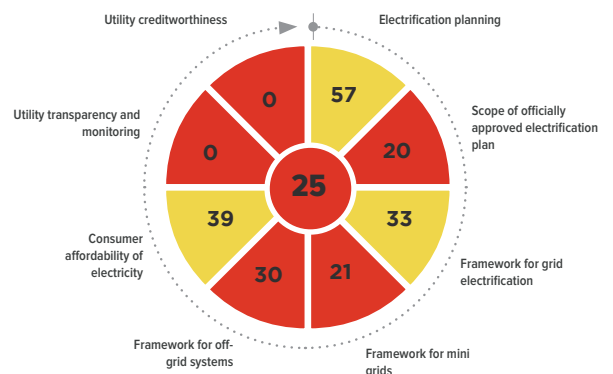 Utility creditworthiness
Electrification planning
0
57
Utility transparency and
monitoring
Scope of officially
approved electrification
plan
0
20
25
39
33
Consumer
affordability of
electricity
Framework for grid
electrification
30
21
Framework for off-
grid systems
Framework for mini
grids